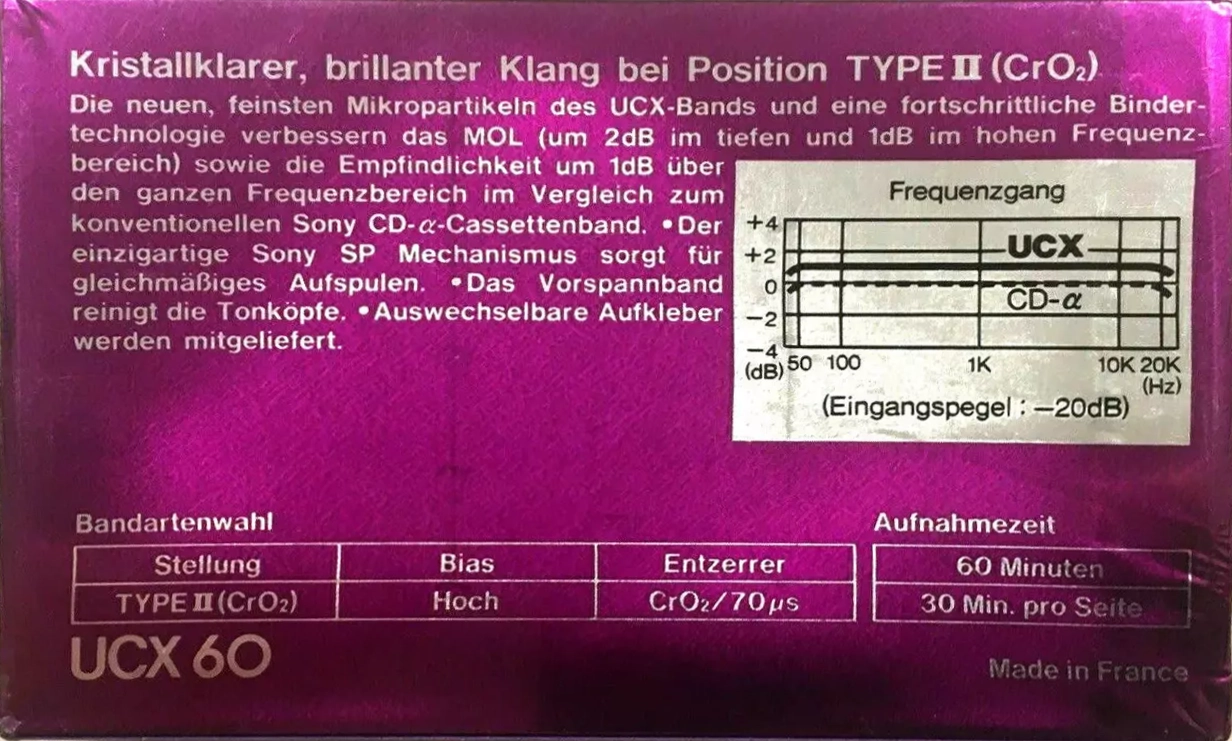 Kristallklarer, brillanter Klang bei Position TYPE II (CrO₂)
Die neuen, feinsten Mikropartikeln des UCX-Bands und eine fortschrittliche Binder-
technologie verbessern das MOL (um 2dB im tiefen und 1dB im hohen Frequenz-
bereich) sowie die Empfindlichkeit um 1dB über
den ganzen Frequenzbereich im Vergleich zum
konventionellen Sony CD-α-Cassettenband. •Der
einzigartige Sony SP Mechanismus sorgt für
gleichmäßiges Aufspulen. •Das Vorspannband
reinigt die Tonköpfe. •Auswechselbare Aufkleber
werden mitgeliefert.
Frequenzgang
+4
+2
0
−2
−4
(dB)
UCX
CD-α
50 100 1K 10K 20K
(Hz)
(Eingangspegel : −20dB)
Bandartenwahl
Stellung Bias Entzerrer
TYPE II (CrO₂) Hoch CrO₂/70μs
Aufnahmezeit
60 Minuten
30 Min. pro Seite
UCX 60
Made in France